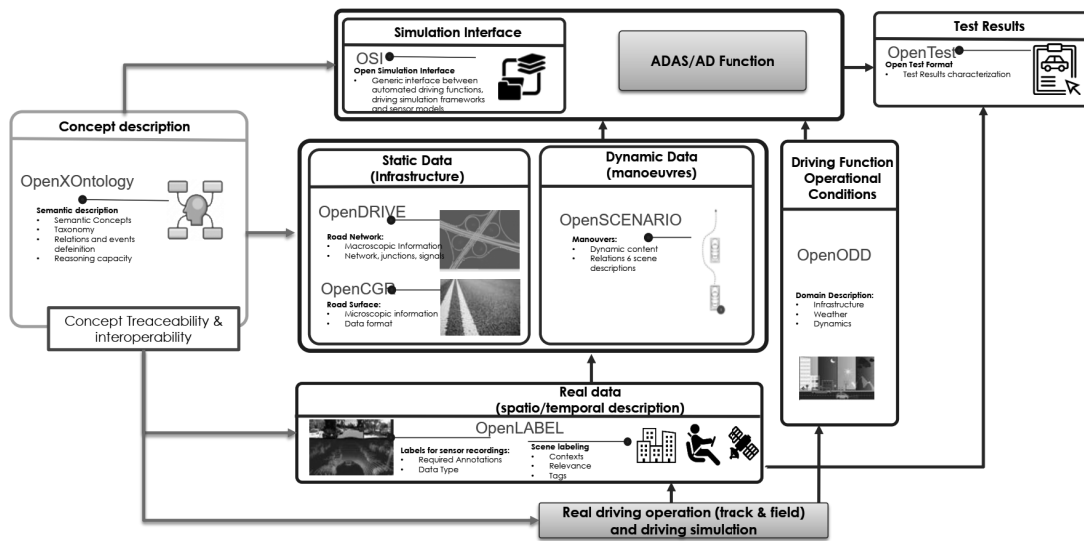 Simulation Interface
OSI
Open Simulation Interface
• Generic interface between
automated driving functions,
driving simulation frameworks
and sensor models
ADAS/AD Function
Test Results
OpenTest
Open Test Format
• Test Results characterization
Concept description
OpenXOntology
Semantic description
• Semantic Concepts
• Taxonomy
• Relations and events
defeinition
• Reasoning capacity
Concept Treaceability &
interoperability
Static Data
(Infrastructure)
OpenDRIVE
Road Network:
• Macroscopic Information
• Network, junctions, signals
OpenCGR
Road Surface:
• Microscopic information
• Data format
Dynamic Data
(manoeuvres)
OpenSCENARIO
Manouvers:
• Dynamic content
• Relations 6 scene
descriptions
Driving Function
Operational
Conditions
OpenODD
Domain Description:
• Infrastructure
• Weather
• Dynamics
Real data
(spatio/temporal description)
OpenLABEL
Labels for sensor recordings:
• Required Annotations
• Data Type
Scene labeling
• Contexts
• Relevance
• Tags
Real driving operation (track & field)
and driving simulation